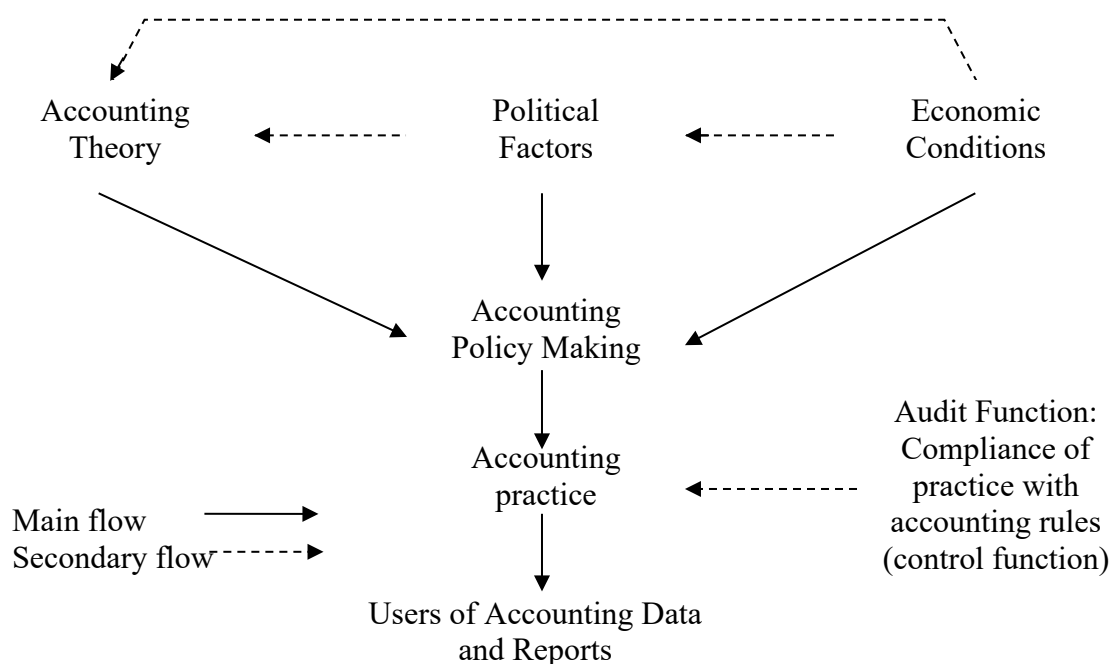 Accounting
Theory
Political
Factors
Economic
Conditions
Accounting
Policy Making
Audit Function:
Compliance of
practice with
accounting rules
(control function)
Accounting
practice
Main flow
Secondary flow
Users of Accounting Data
and Reports